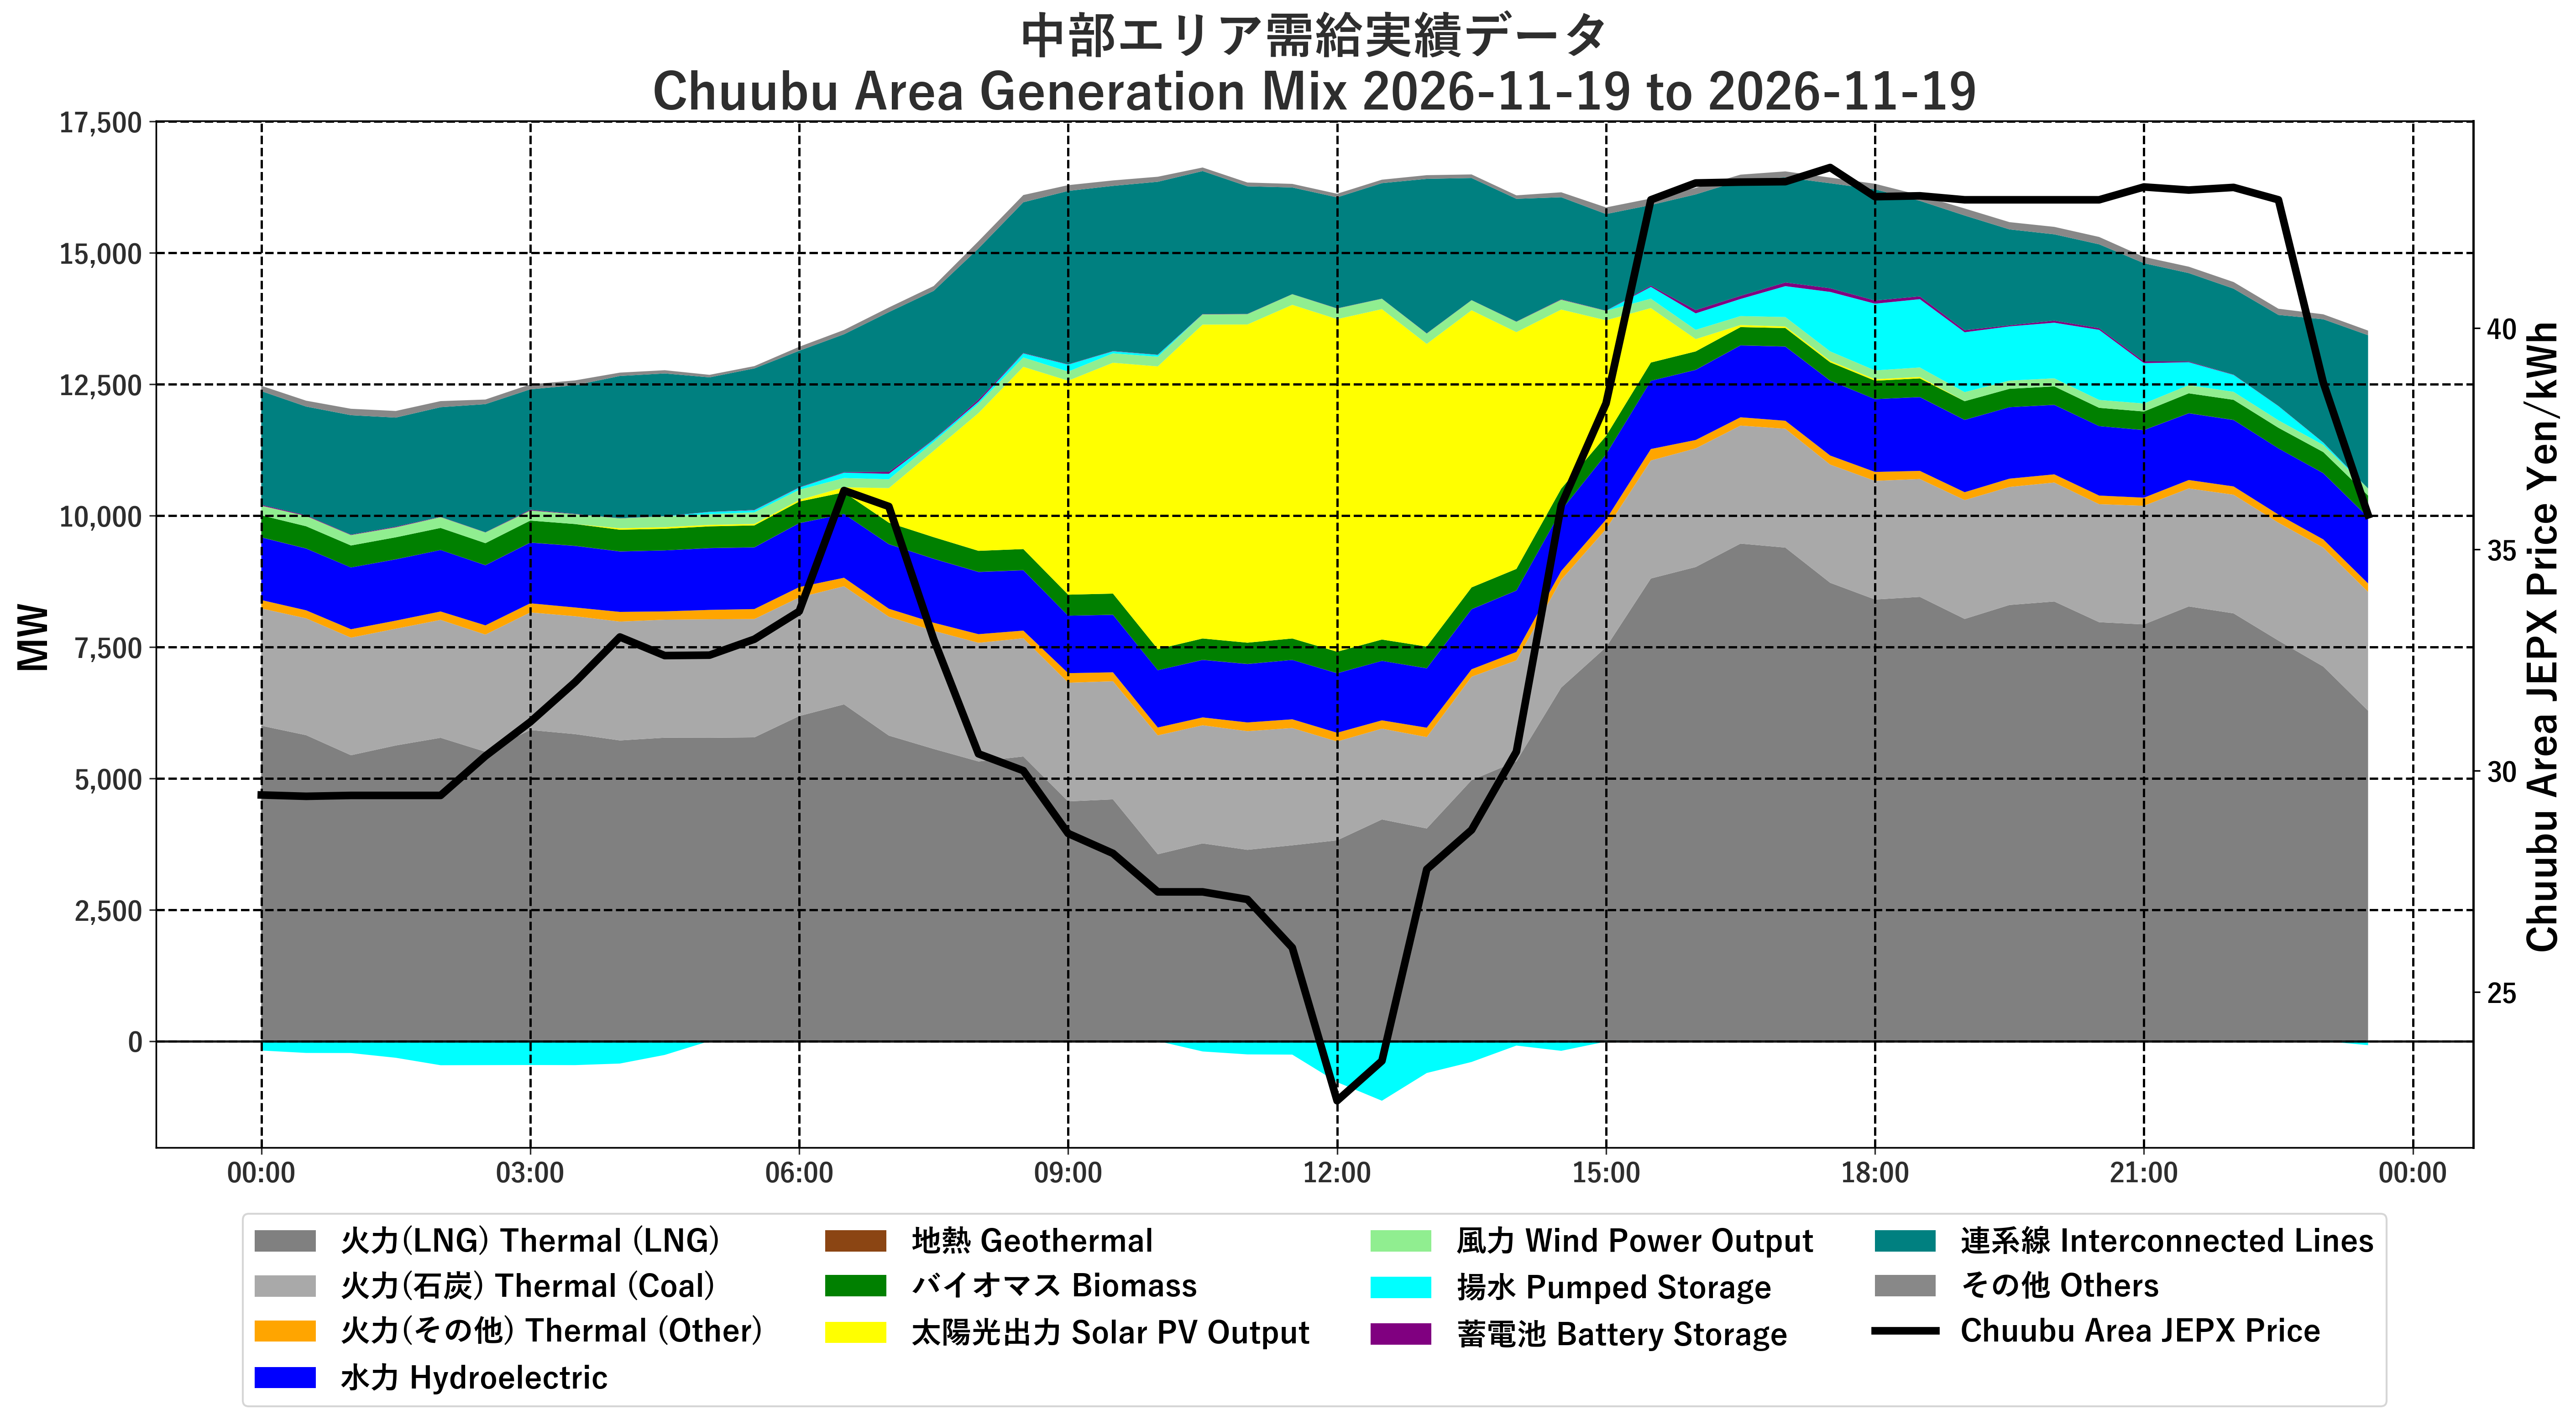 中部エリア需給実績データ
Chuubu Area Generation Mix 2026-11-19 to 2026-11-19
17,500
15,000
12,500
10,000
7,500
5,000
2,500
0
MW
40
35
30
25
Chuubu Area JEPX Price Yen/kWh
00:00 03:00 06:00 09:00 12:00 15:00 18:00 21:00 00:00
火力(LNG) Thermal (LNG)
火力(石炭) Thermal (Coal)
火力(その他) Thermal (Other)
水力 Hydroelectric
地熱 Geothermal
バイオマス Biomass
太陽光出力 Solar PV Output
風力 Wind Power Output
揚水 Pumped Storage
蓄電池 Battery Storage
連系線 Interconnected Lines
その他 Others
Chuubu Area JEPX Price